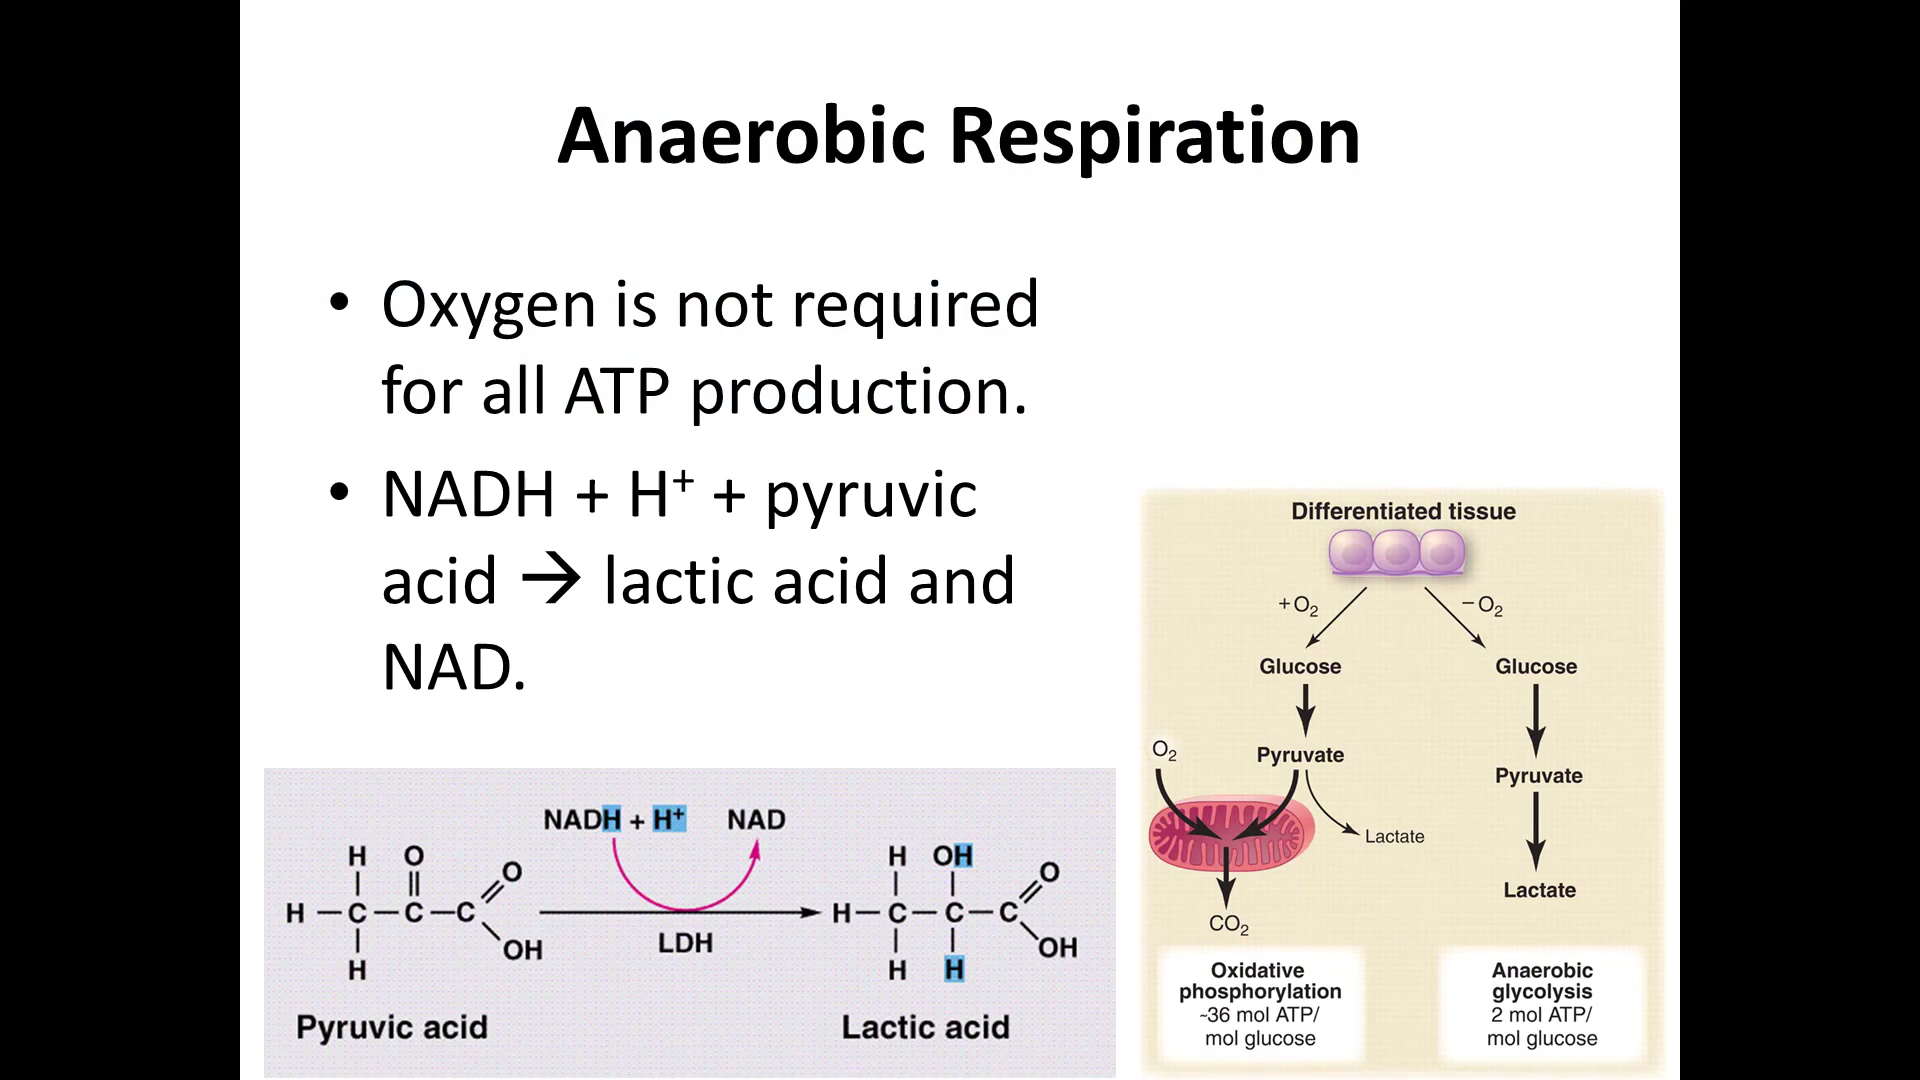 Anaerobic Respiration
• Oxygen is not required
for all ATP production.
• NADH + H⁺ + pyruvic
acid → lactic acid and
NAD.
NADH + H⁺ NAD
H O O
H — C — C — C
H OH
LDH
Pyruvic acid
H OH O
H — C — C — C
H H OH
Lactic acid
Differentiated tissue
+O₂ −O₂
Glucose Glucose
O₂ Pyruvate Pyruvate
Lactate
CO₂ Lactate
Oxidative
phosphorylation
~36 mol ATP/
mol glucose
Anaerobic
glycolysis
2 mol ATP/
mol glucose